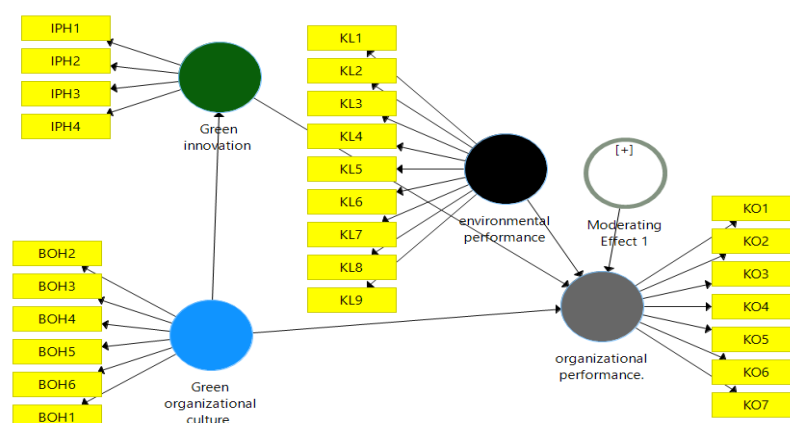 IPH1
IPH2
IPH3
IPH4
Green
innovation
KL1
KL2
KL3
KL4
KL5
KL6
KL7
KL8
KL9
environmental
performance
[+]
Moderating
Effect 1
KO1
KO2
KO3
KO4
KO5
KO6
KO7
organizational
performance.
BOH2
BOH3
BOH4
BOH5
BOH6
BOH1
Green
organizational
culture